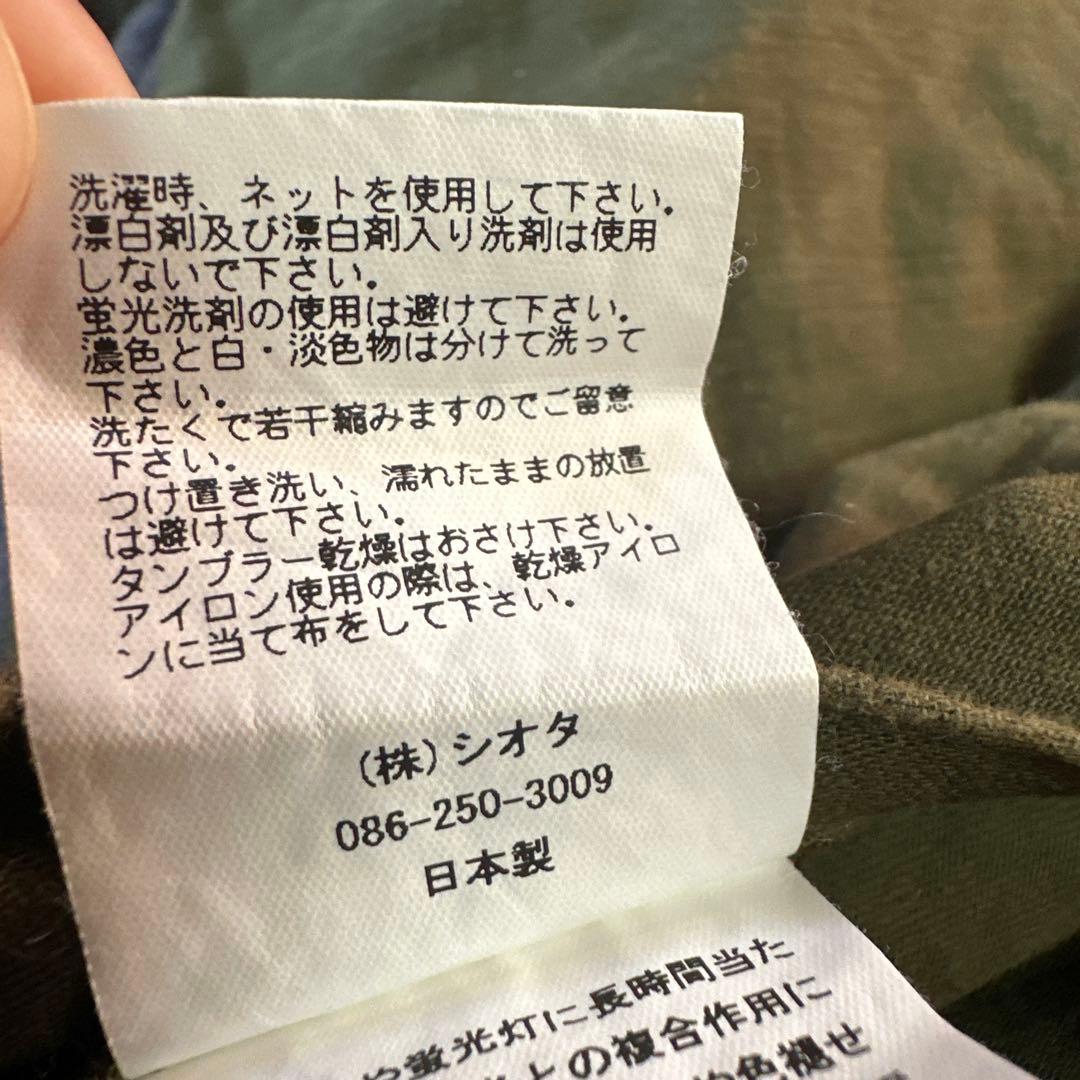 洗濯時、ネットを使用して下さい。
漂白剤及び漂白剤入り洗剤は使用
しないで下さい。
蛍光洗剤の使用は避けて下さい。
濃色と白・淡色物は分けて洗って
下さい。
洗たくで若干縮みますのでご留意
下さい。
つけ置き洗い、濡れたままの放置
は避けて下さい。
タンブラー乾燥はおさけ下さい。
アイロン使用の際は、乾燥アイロ
ンに当て布をして下さい。
(株)シオタ
086-250-3009
日本製
や蛍光灯に長時間当た
との複合作用に
色褪せ